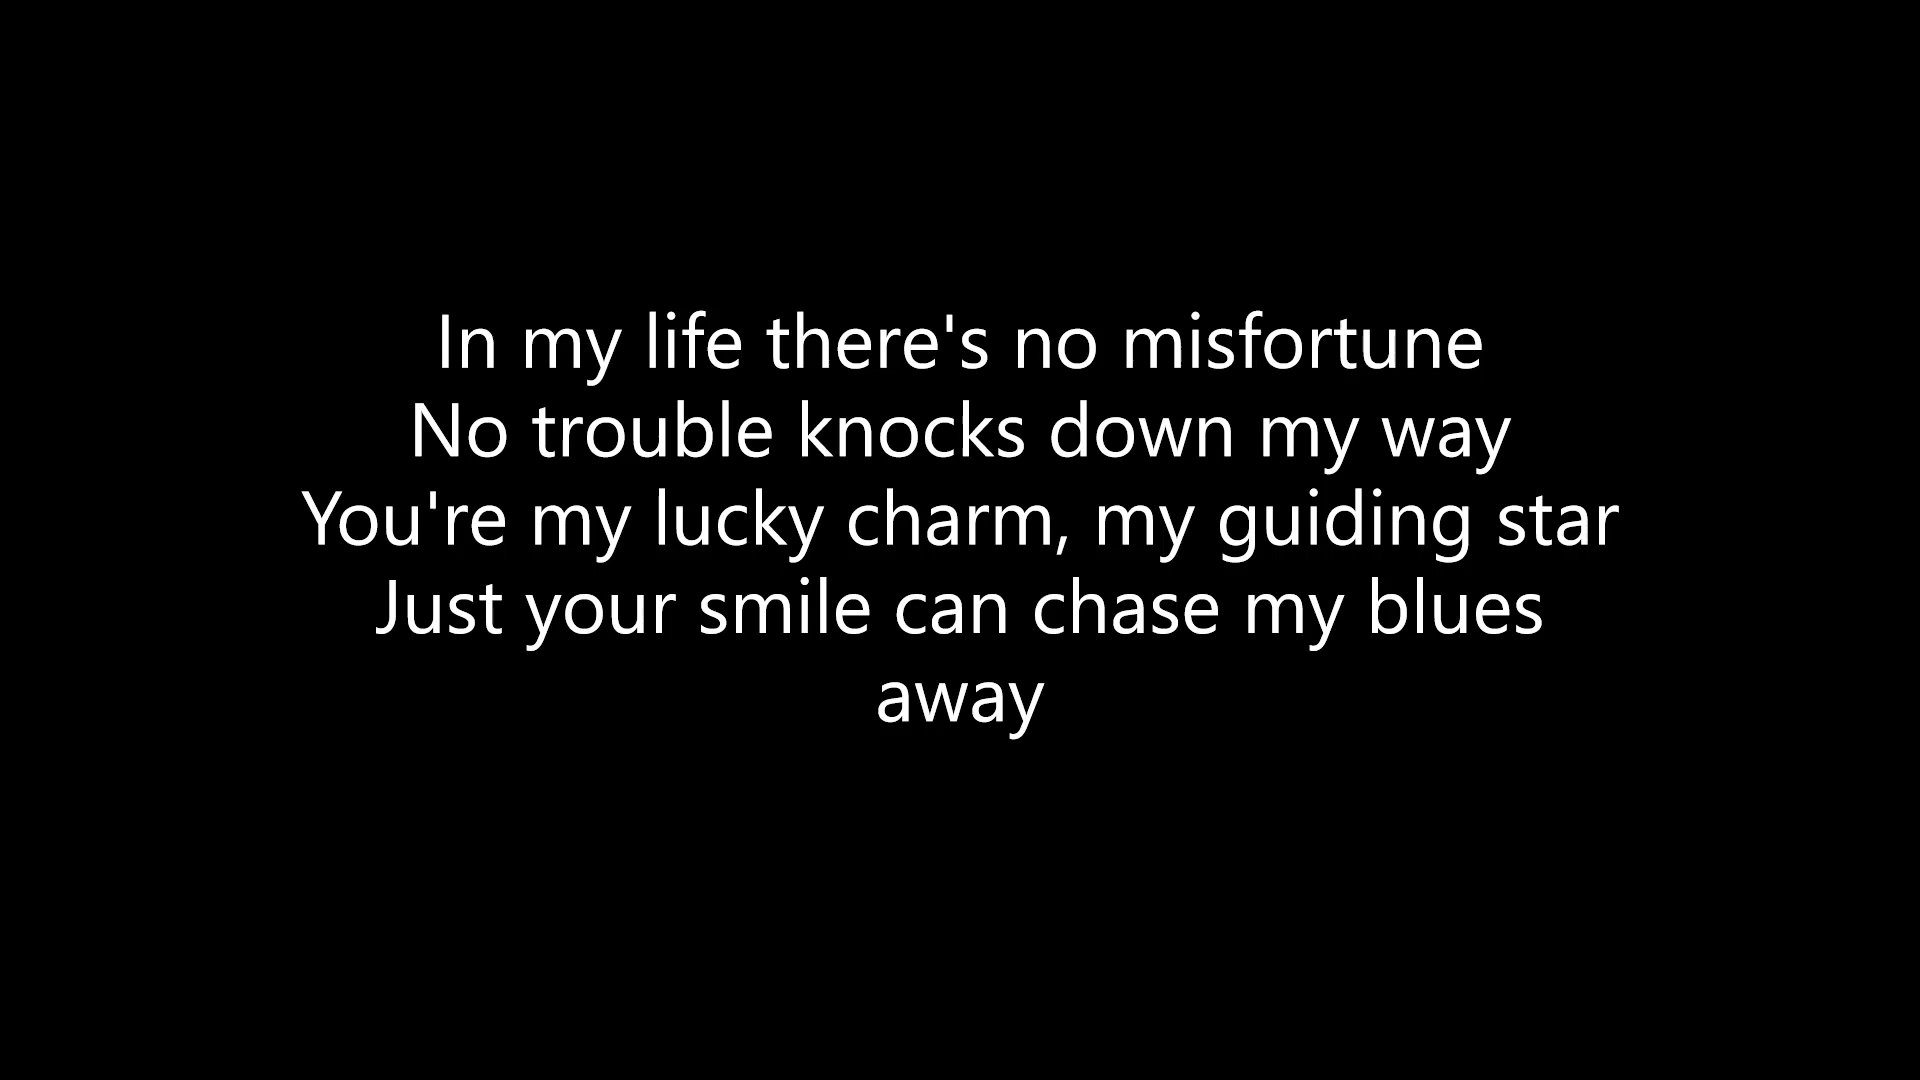 In my life there's no misfortune
No trouble knocks down my way
You're my lucky charm, my guiding star
Just your smile can chase my blues
away